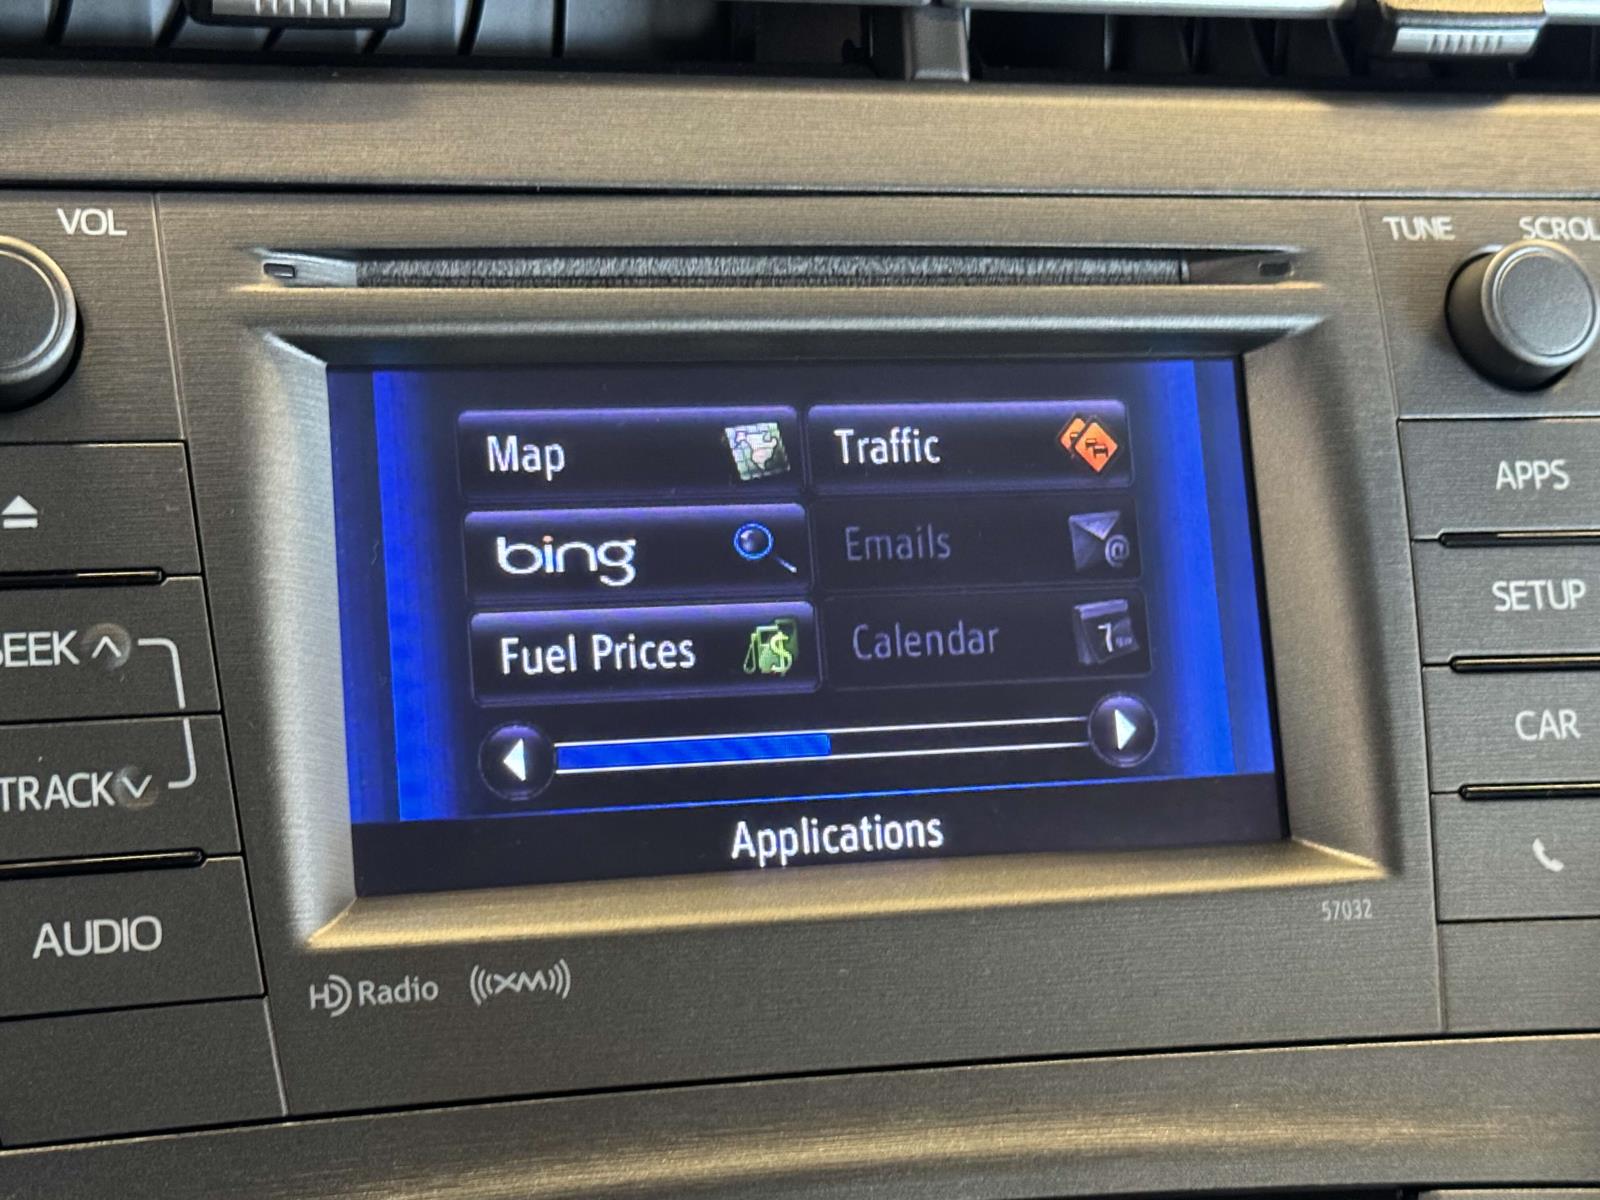 VOL
TUNE
SCROL
Map
Traffic
bing
Emails
Fuel Prices
Calendar
7
Applications
SEEK
TRACK
AUDIO
APPS
SETUP
CAR
57032
HD Radio
((XM))